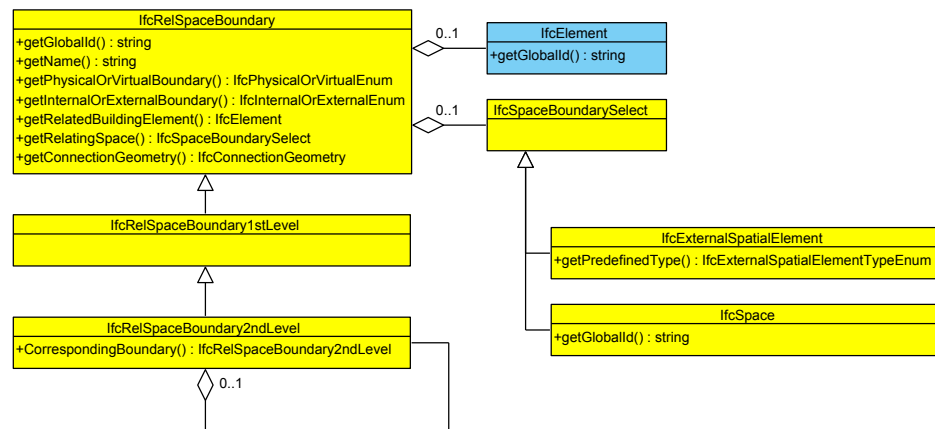 IfcRelSpaceBoundary
+getGlobalId() : string
+getName() : string
+getPhysicalOrVirtualBoundary() : IfcPhysicalOrVirtualEnum
+getInternalOrExternalBoundary() : IfcInternalOrExternalEnum
+getRelatedBuildingElement() : IfcElement
+getRelatingSpace() : IfcSpaceBoundarySelect
+getConnectionGeometry() : IfcConnectionGeometry
0..1
IfcElement
+getGlobalId() : string
0..1
IfcSpaceBoundarySelect
IfcRelSpaceBoundary1stLevel
IfcExternalSpatialElement
+getPredefinedType() : IfcExternalSpatialElementTypeEnum
IfcSpace
+getGlobalId() : string
IfcRelSpaceBoundary2ndLevel
+CorrespondingBoundary() : IfcRelSpaceBoundary2ndLevel
0..1